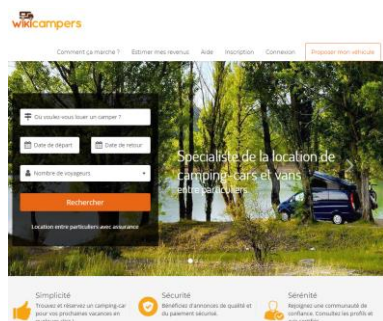 wikicampers
Comment ça marche ? Estimer mes revenus Aide Inscription Connexion Proposer mon véhicule
Où voulez-vous louer un camper ?
Date de départ Date de retour
Nombre de voyageurs
Rechercher
Location entre particuliers avec assurance
Spécialiste de la location de
camping-cars et vans
entre particuliers
Simplicité
Trouvez et réservez un camping-car
pour vos prochaines vacances en
Sécurité
Bénéficiez d'annonces de qualité et
du paiement sécurisé.
Sérénité
Rejoignez une communauté de
confiance. Consultez les profils et